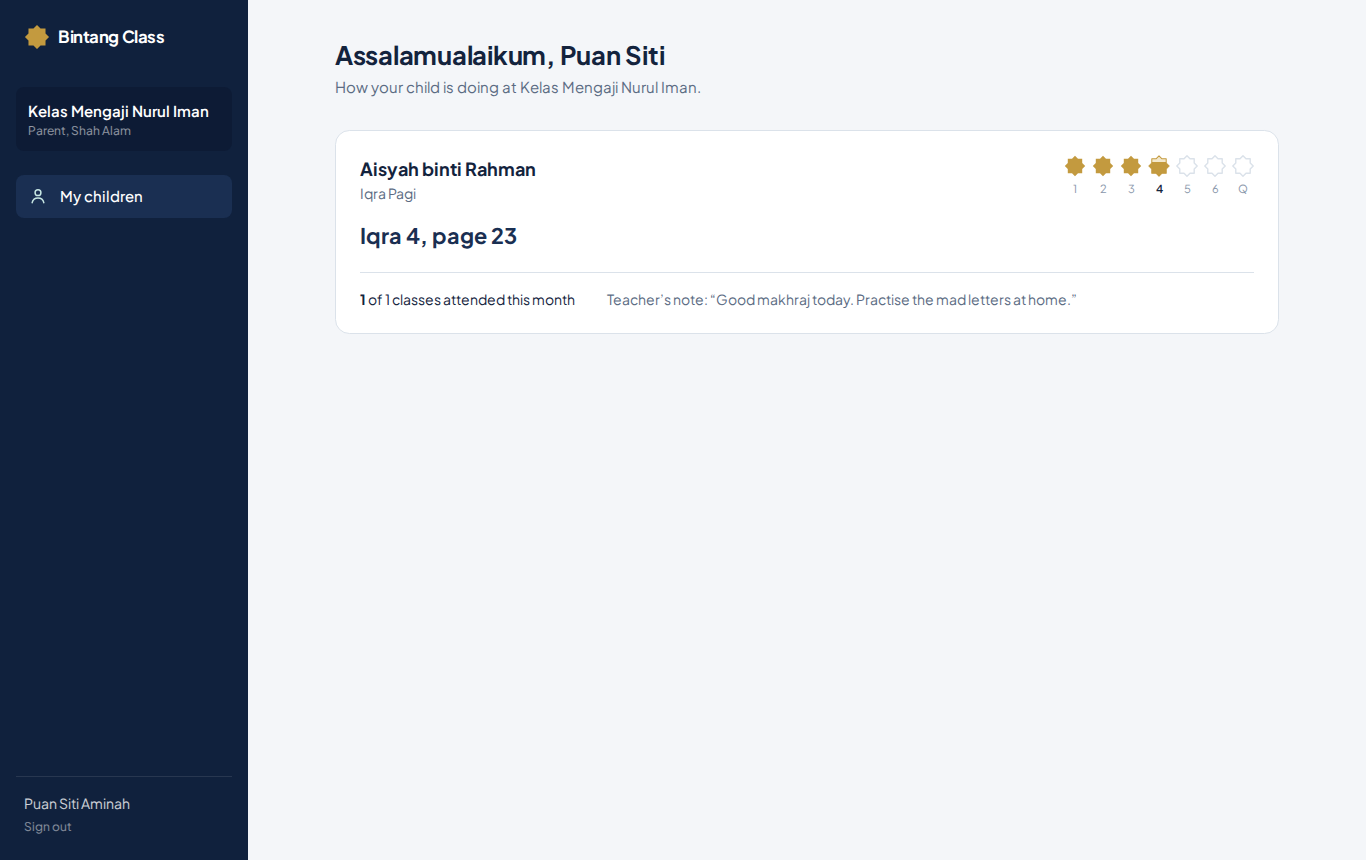 Bintang Class
Kelas Mengaji Nurul Iman
Parent, Shah Alam
My children
Puan Siti Aminah
Sign out
Assalamualaikum, Puan Siti
How your child is doing at Kelas Mengaji Nurul Iman.
Aisyah binti Rahman
Iqra Pagi
1 2 3 4 5 6 Q
Iqra 4, page 23
1 of 1 classes attended this month
Teacher’s note: “Good makhraj today. Practise the mad letters at home.”